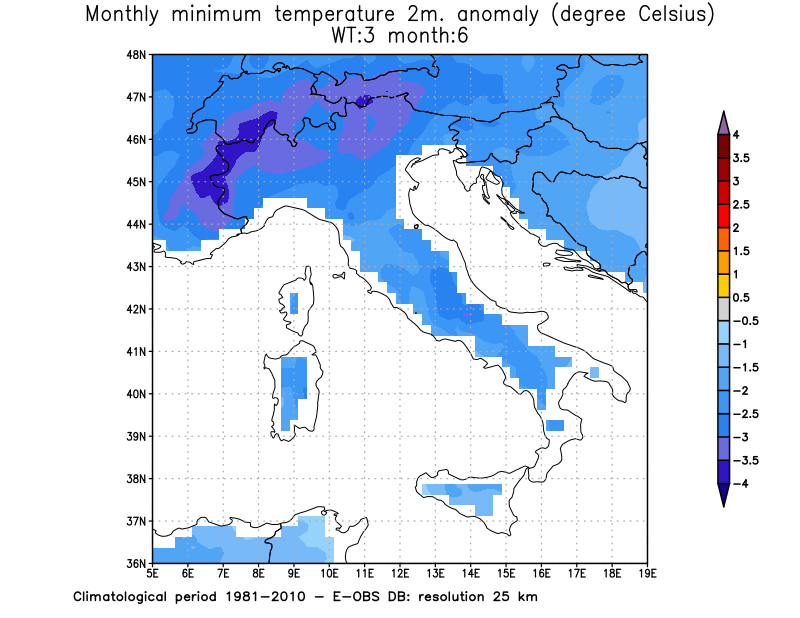 Monthly minimum temperature 2m. anomaly (degree Celsius)
WT:3 month:6
48N
47N
46N
45N
44N
43N
42N
41N
40N
39N
38N
37N
36N
5E 6E 7E 8E 9E 10E 11E 12E 13E 14E 15E 16E 17E 18E 19E
4
3.5
3
2.5
2
1.5
1
0.5
−0.5
−1
−1.5
−2
−2.5
−3
−3.5
−4
Climatological period 1981−2010 − E−OBS DB: resolution 25 km